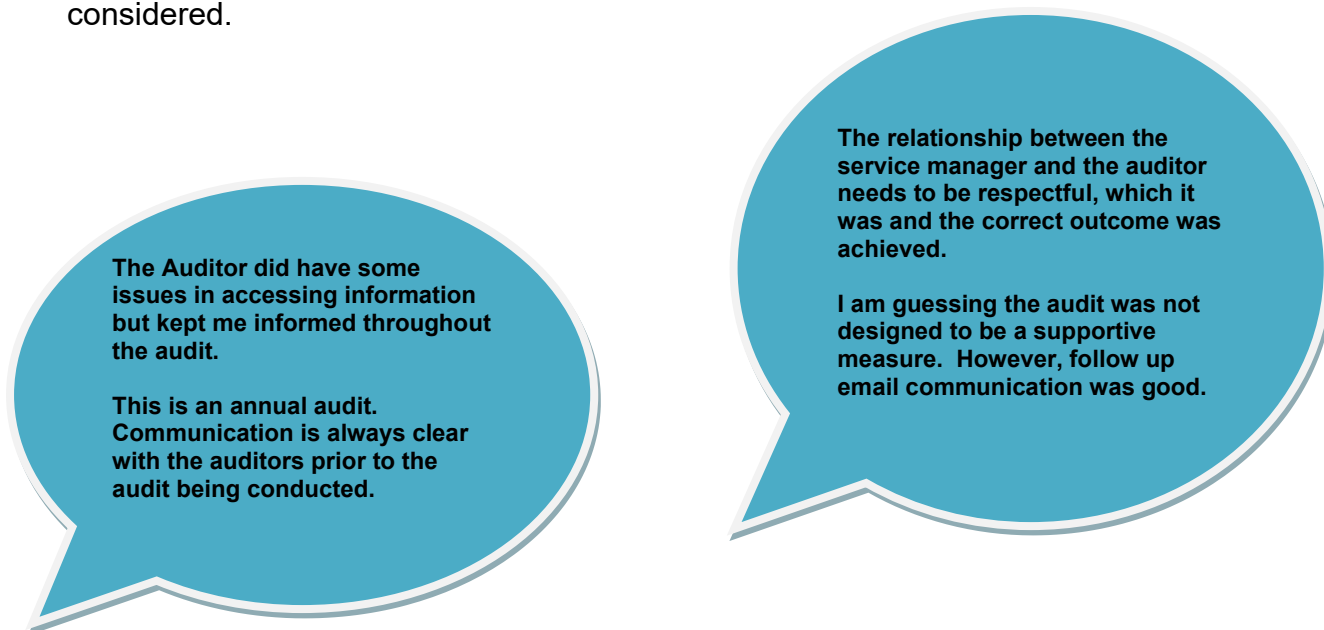 considered.
The Auditor did have some
issues in accessing information
but kept me informed throughout
the audit.
This is an annual audit.
Communication is always clear
with the auditors prior to the
audit being conducted.
The relationship between the
service manager and the auditor
needs to be respectful, which it
was and the correct outcome was
achieved.
I am guessing the audit was not
designed to be a supportive
measure.  However, follow up
email communication was good.